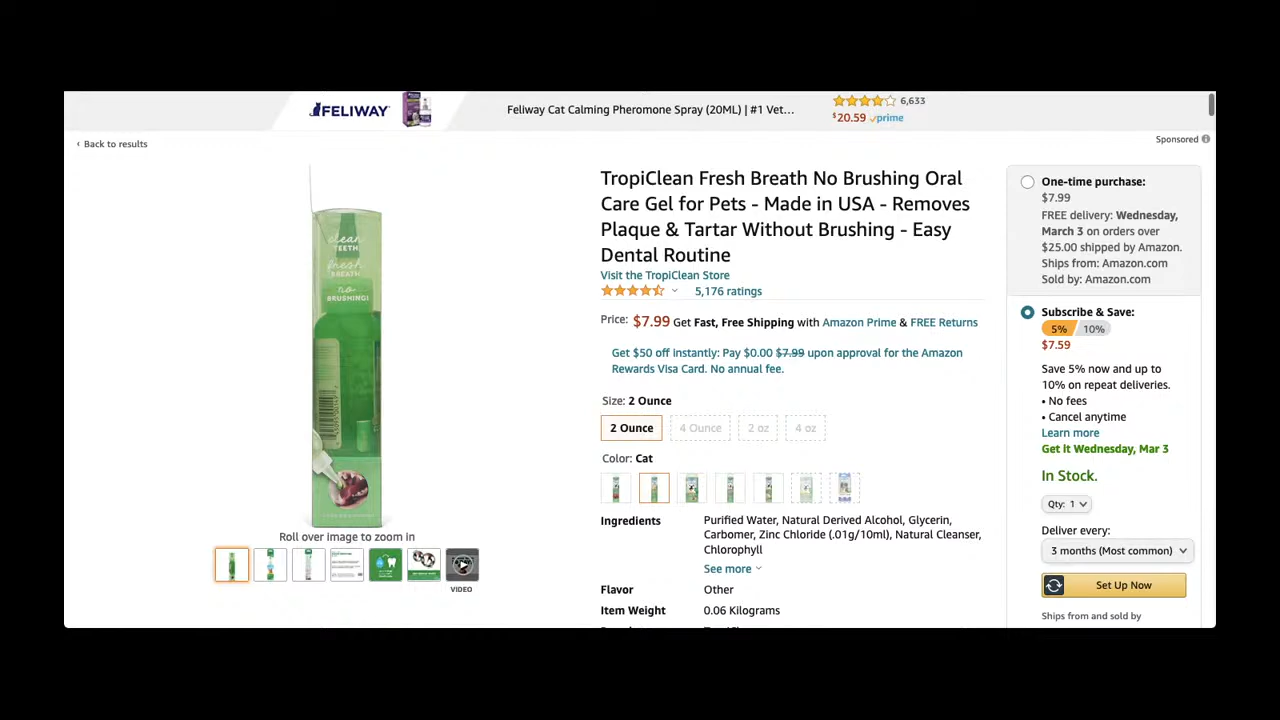 FELIWAY
Feliway Cat Calming Pheromone Spray (20ML) | #1 Vet...
6,633
$20.59 prime
‹ Back to results
Sponsored
clean
TEETH
fresh
BREATH
no
BRUSHING!
Roll over image to zoom in
VIDEO
TropiClean Fresh Breath No Brushing Oral
Care Gel for Pets - Made in USA - Removes
Plaque & Tartar Without Brushing - Easy
Dental Routine
Visit the TropiClean Store
5,176 ratings
Price: $7.99 Get Fast, Free Shipping with Amazon Prime & FREE Returns
Get $50 off instantly: Pay $0.00 $7.99 upon approval for the Amazon
Rewards Visa Card. No annual fee.
Size: 2 Ounce
2 Ounce 4 Ounce 2 oz 4 oz
Color: Cat
Ingredients Purified Water, Natural Derived Alcohol, Glycerin,
Carbomer, Zinc Chloride (.01g/10ml), Natural Cleanser,
Chlorophyll
See more
Flavor Other
Item Weight 0.06 Kilograms
One-time purchase:
$7.99
FREE delivery: Wednesday,
March 3 on orders over
$25.00 shipped by Amazon.
Ships from: Amazon.com
Sold by: Amazon.com
Subscribe & Save:
5% 10%
$7.59
Save 5% now and up to
10% on repeat deliveries.
• No fees
• Cancel anytime
Learn more
Get it Wednesday, Mar 3
In Stock.
Qty: 1
Deliver every:
3 months (Most common)
Set Up Now
Ships from and sold by